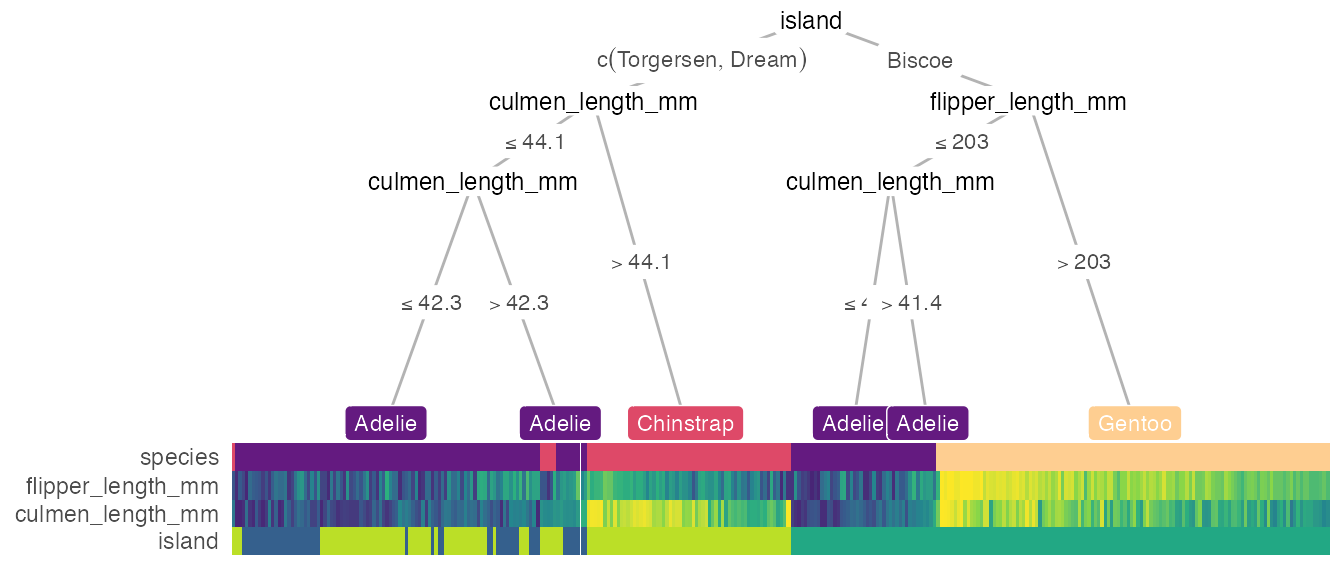 island
c(Torgersen, Dream) Biscoe
culmen_length_mm flipper_length_mm
≤ 44.1 ≤ 203
culmen_length_mm culmen_length_mm
> 44.1 > 203
≤ 42.3 > 42.3 ≤ > 41.4
Adelie Adelie Chinstrap Adelie Adelie Gentoo
species
flipper_length_mm
culmen_length_mm
island